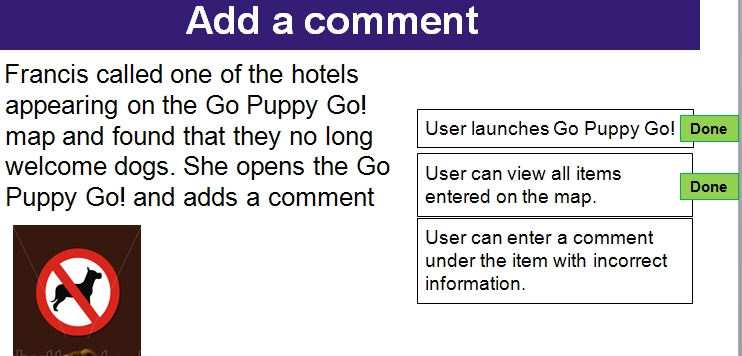 Add a comment
Francis called one of the hotels
appearing on the Go Puppy Go!
map and found that they no long
welcome dogs. She opens the Go
Puppy Go! and adds a comment
User launches Go Puppy Go!
Done
User can view all items
entered on the map.
Done
User can enter a comment
under the item with incorrect
information.